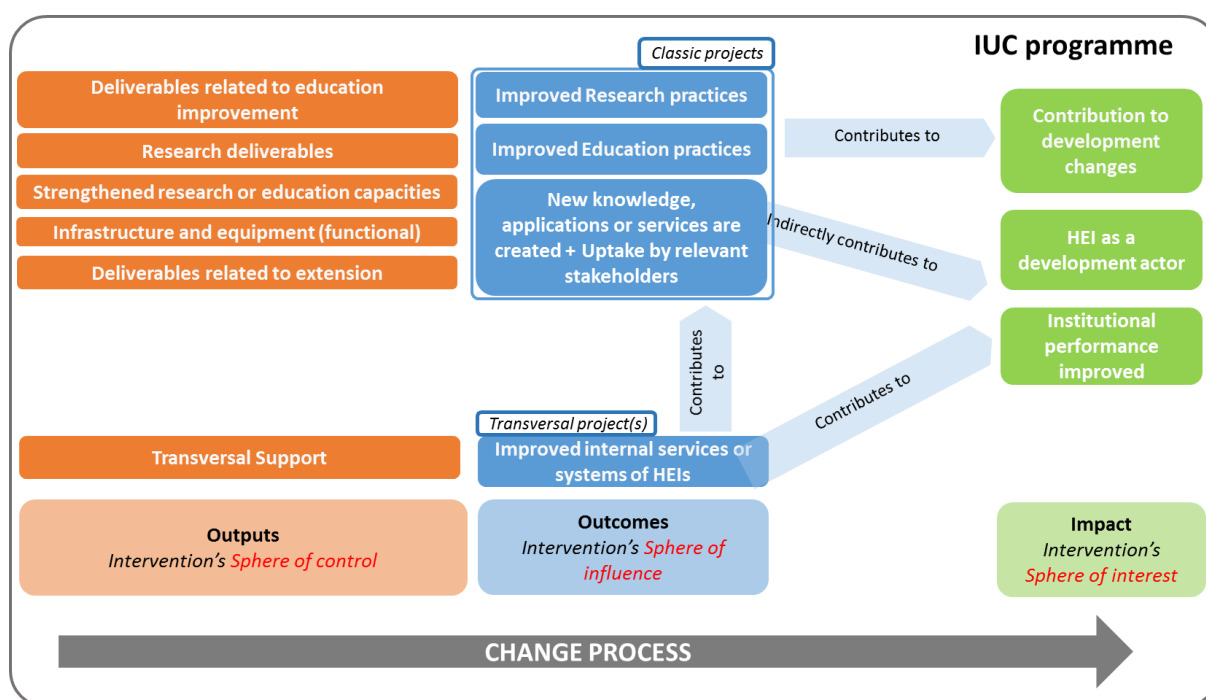 IUC programme
Classic projects
Deliverables related to education
improvement
Research deliverables
Strengthened research or education capacities
Infrastructure and equipment (functional)
Deliverables related to extension
Improved Research practices
Improved Education practices
New knowledge,
applications or services are
created + Uptake by relevant
stakeholders
Contributes to
Indirectly contributes to
Contribution to
development
changes
HEI as a
development actor
Institutional
performance
improved
Contributes
to
Contributes to
Transversal project(s)
Transversal Support
Improved internal services or
systems of HEIs
Outputs
Intervention's Sphere of control
Outcomes
Intervention's Sphere of
influence
Impact
Intervention's
Sphere of interest
CHANGE PROCESS